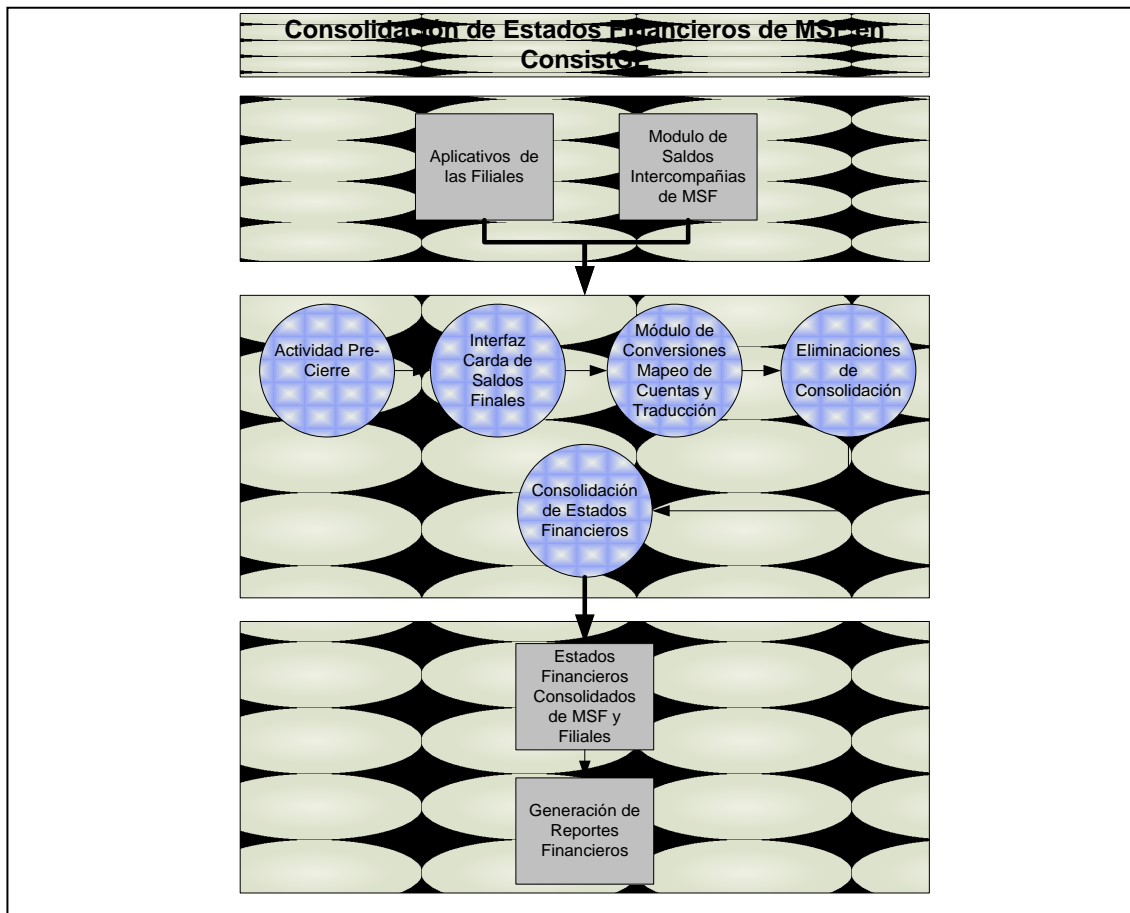 Consolidación de Estados Financieros de MSF en
ConsistGL
Aplicativos de
las Filiales
Modulo de
Saldos
Intercompañias
de MSF
Actividad Pre-
Cierre
Interfaz
Carda de
Saldos
Finales
Módulo de
Conversiones
Mapeo de
Cuentas y
Traducción
Eliminaciones
de
Consolidación
Consolidación
de Estados
Financieros
Estados
Financieros
Consolidados
de MSF y
Filiales
Generación de
Reportes
Financieros